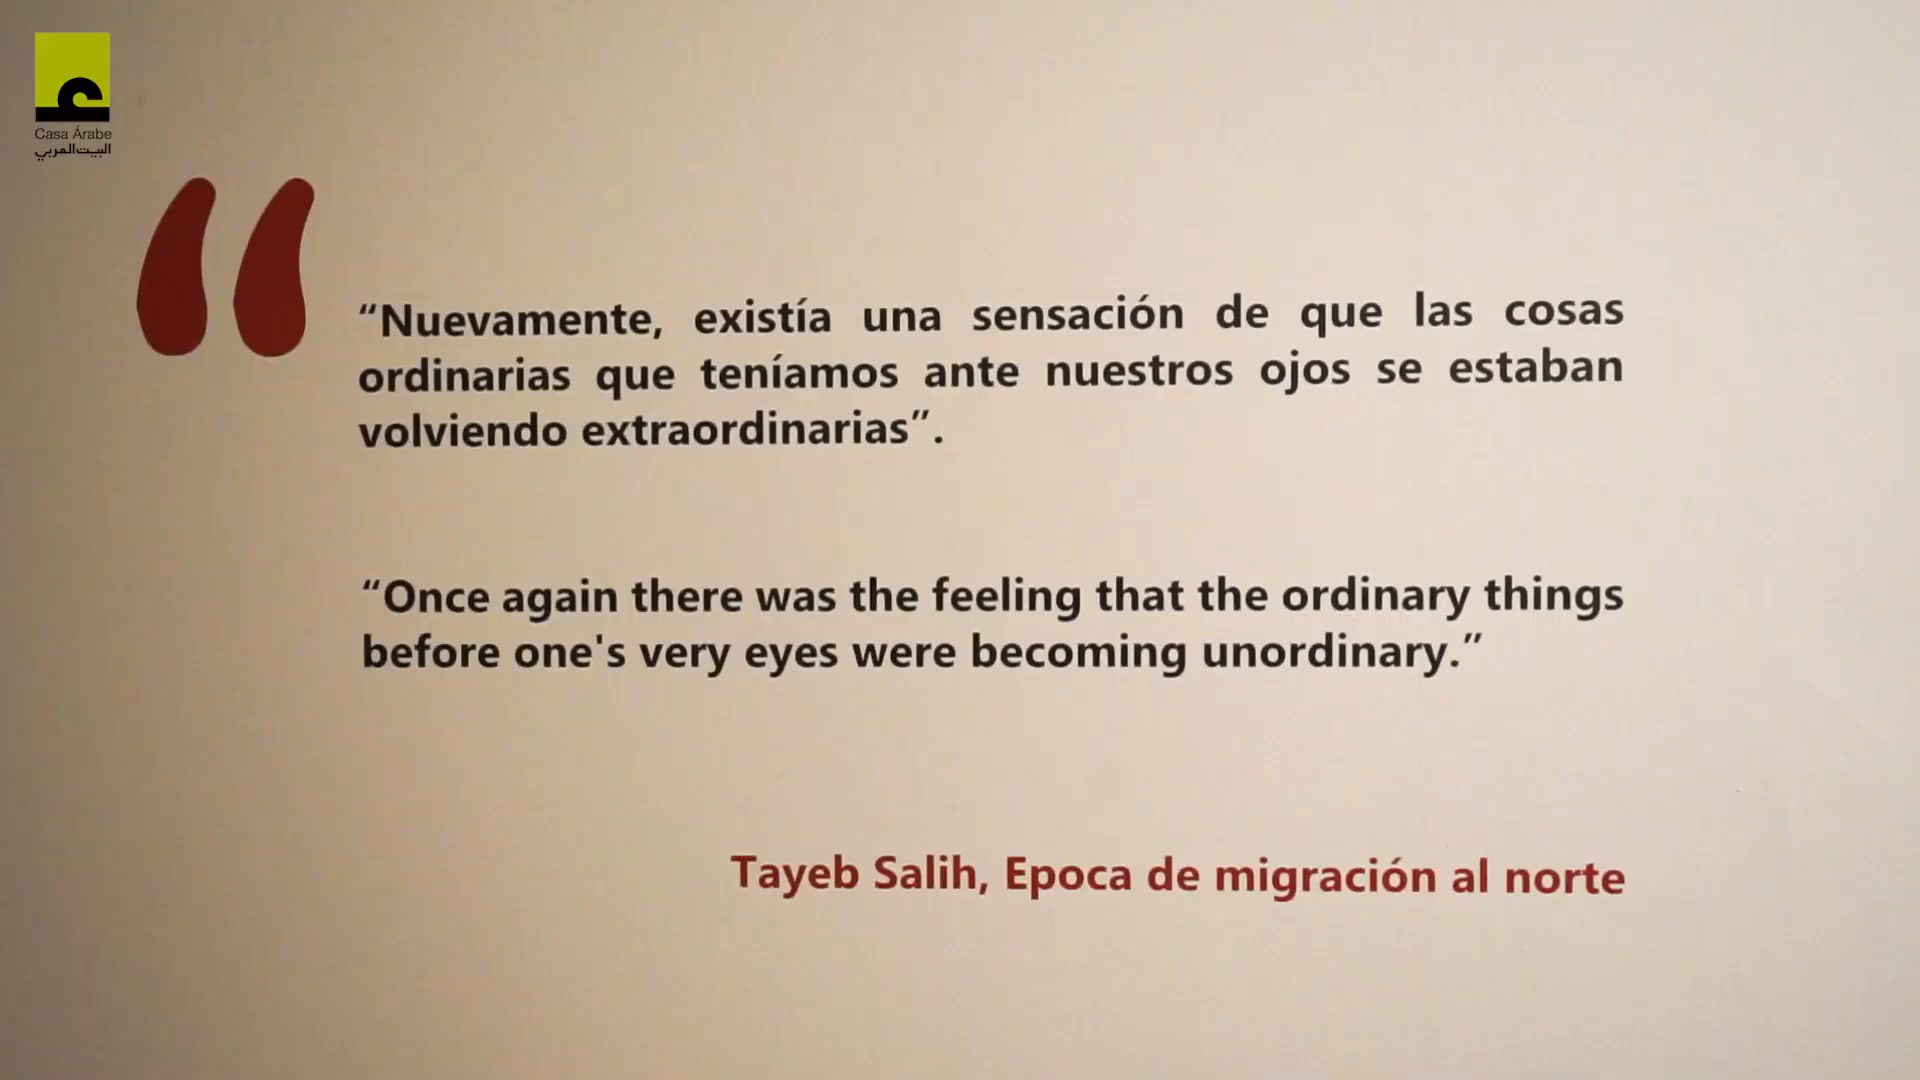 Casa Árabe
البيت العربي
“Nuevamente, existía una sensación de que las cosas
ordinarias que teníamos ante nuestros ojos se estaban
volviendo extraordinarias”.
“Once again there was the feeling that the ordinary things
before one's very eyes were becoming unordinary.”
Tayeb Salih, Epoca de migración al norte